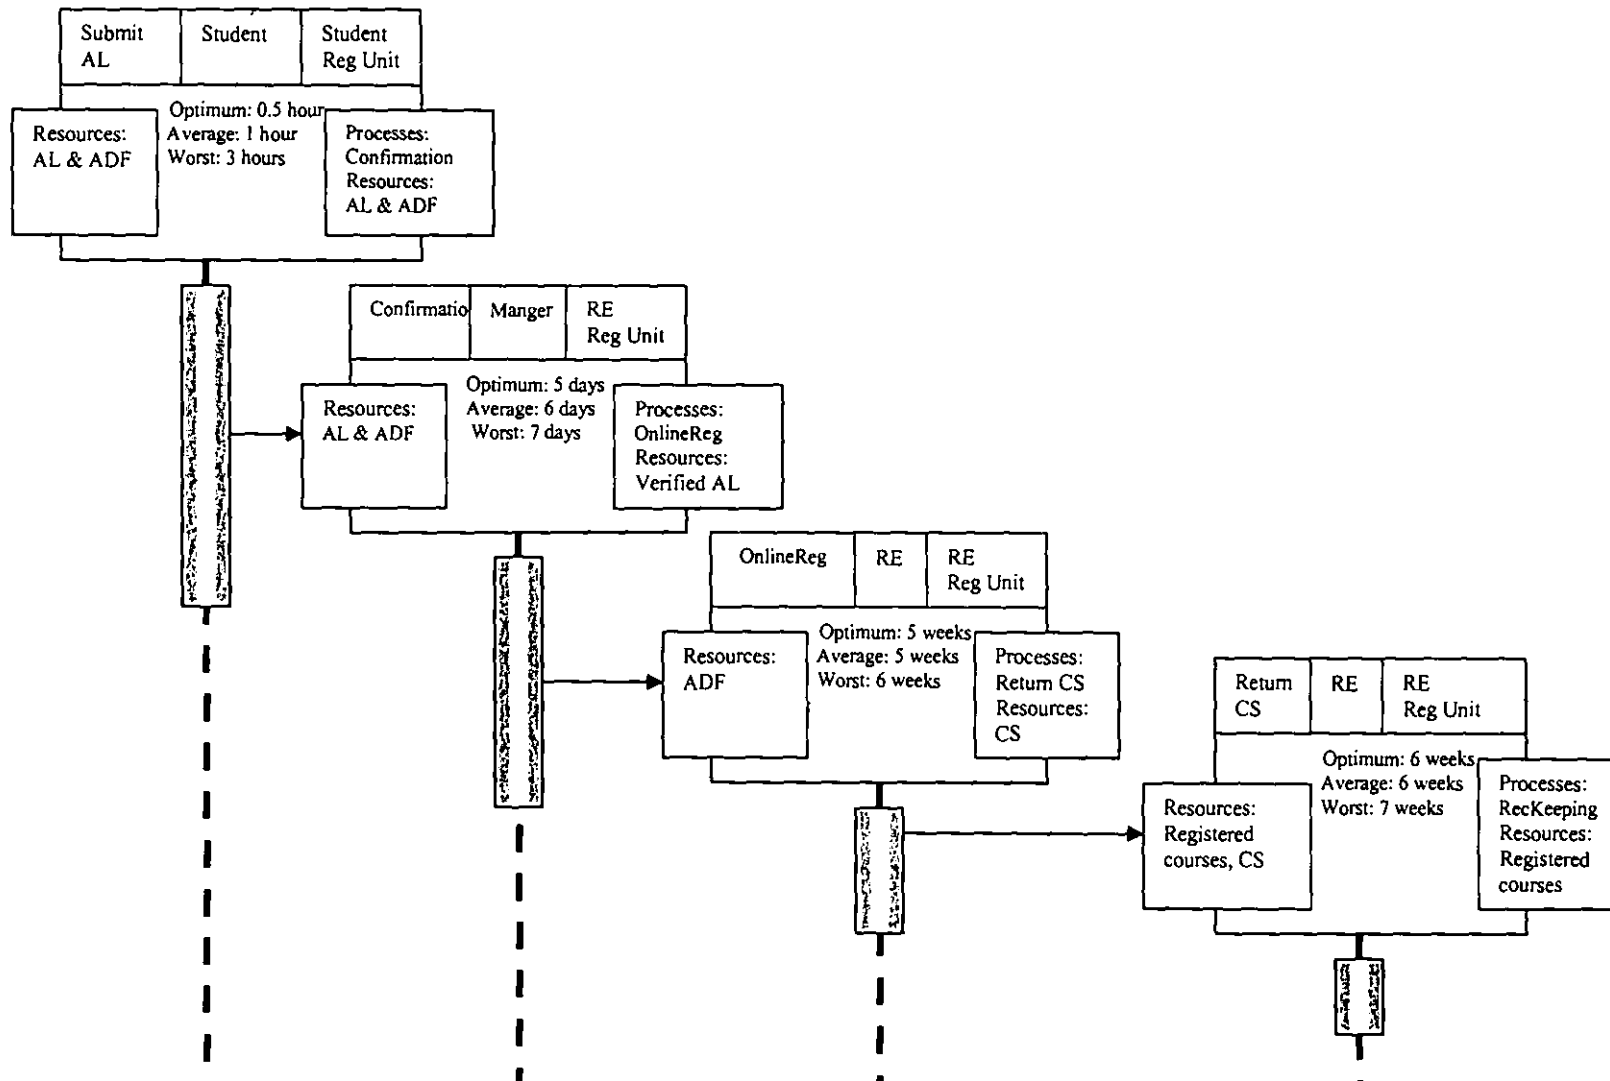 Submit
AL
Student
Student
Reg Unit
Optimum: 0.5 hour
Average: 1 hour
Worst: 3 hours
Resources:
AL & ADF
Processes:
Confirmation
Resources:
AL & ADF
Confirmatio
Manger
RE
Reg Unit
Optimum: 5 days
Average: 6 days
Worst: 7 days
Resources:
AL & ADF
Processes:
OnlineReg
Resources:
Verified AL
OnlineReg
RE
RE
Reg Unit
Optimum: 5 weeks
Average: 5 weeks
Worst: 6 weeks
Resources:
ADF
Processes:
Return CS
Resources:
CS
Return
CS
RE
RE
Reg Unit
Optimum: 6 weeks
Average: 6 weeks
Worst: 7 weeks
Resources:
Registered
courses, CS
Processes:
RecKeeping
Resources:
Registered
courses